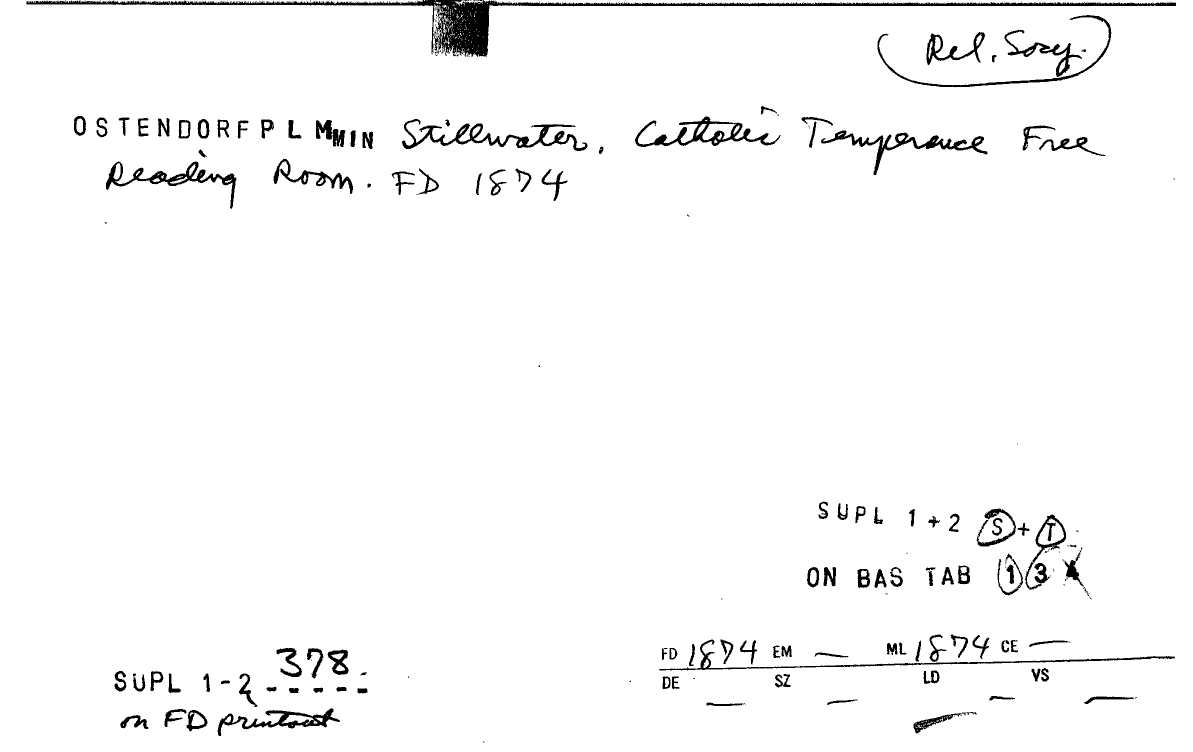 Rel. Socy.
OSTENDORF P L M MIN Stillwater, Catholic Temperance Free
Reading Room. FD 1874
SUPL 1+2 S+T
ON BAS TAB 1 3 4
FD 1874 EM — ML 1874 CE —
DE SZ LD VS
— — — —
SUPL 1-2 378
on FD printout